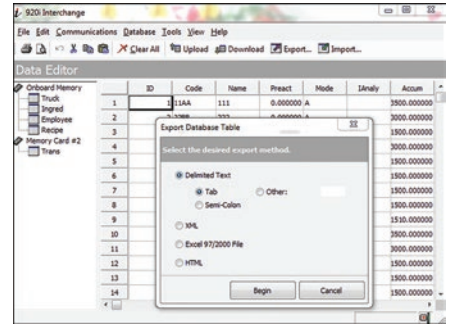 920i Interchange
File Edit Communications Database Tools View Help
Clear All Upload Download Export... Import...
Data Editor
Onboard Memory
Truck
Ingred
Employee
Recipe
Memory Card #2
Trans
ID Code Name Preact Mode IAnaly Accum
1 1 11AA 111 0.000000 A 3500.000000
2 3000.000000
3 1500.000000
4 3000.000000
5 1500.000000
6 1500.000000
7 1500.000000
8 1500.000000
9 1510.000000
10 3500.000000
11 3000.000000
12 1500.000000
13 1500.000000
14 1500.000000
Export Database Table
Select the desired export method.
Delimited Text
Tab Other:
Semi-Colon
XML
Excel 97/2000 File
HTML
Begin Cancel